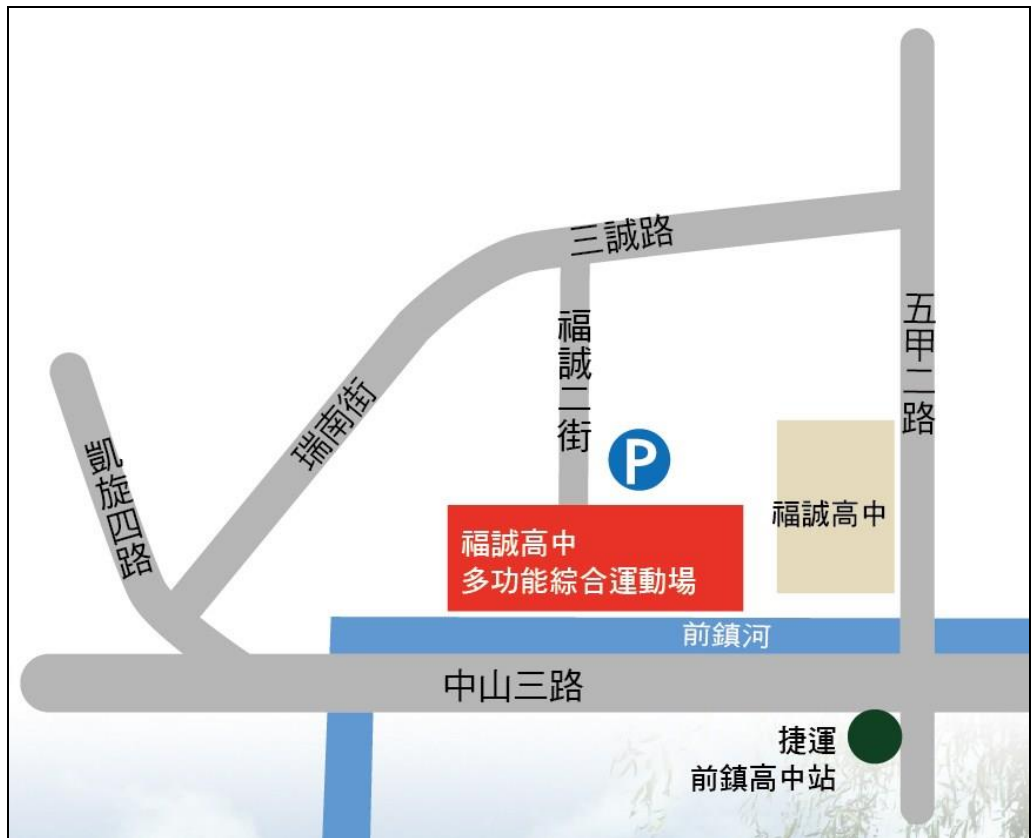 三誠路
五甲二路
福誠二街
瑞南街
凱旋四路
P
福誠高中
福誠高中
多功能綜合運動場
前鎮河
中山三路
捷運
前鎮高中站